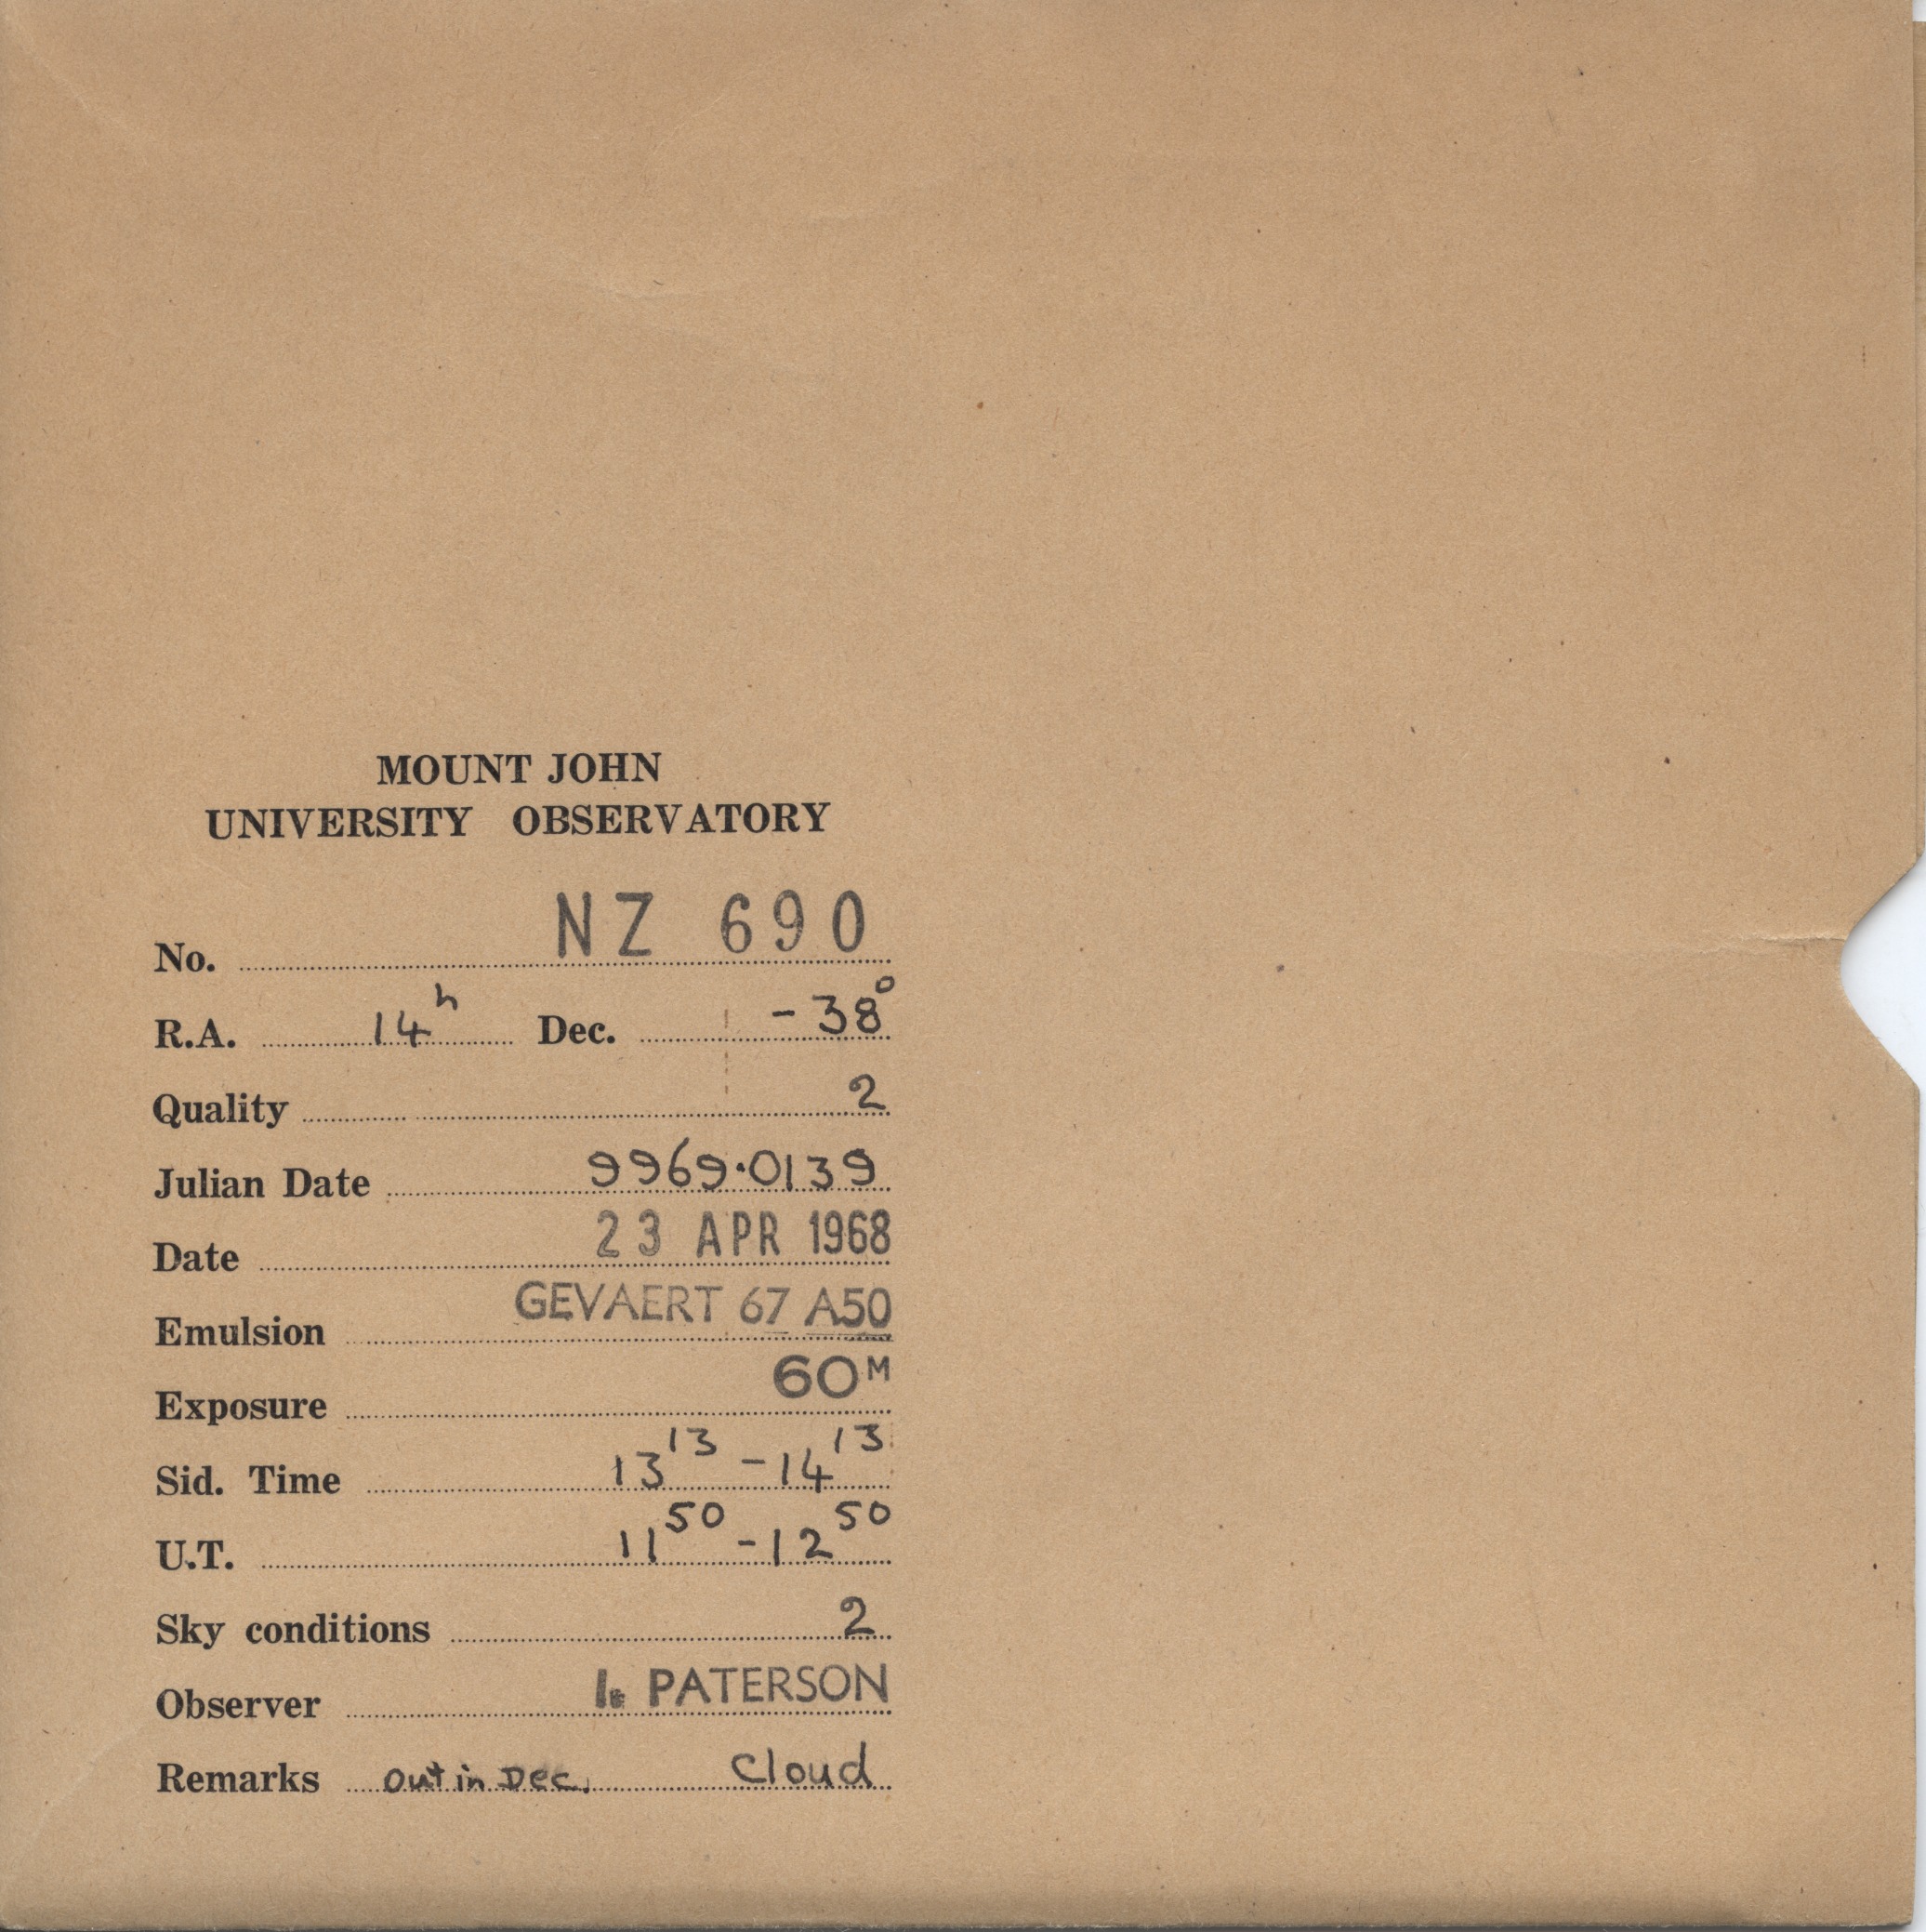 MOUNT JOHN
UNIVERSITY OBSERVATORY
No. NZ 690
R.A. 14h Dec. -38°
Quality 2
Julian Date 9969·0139
Date 23 APR 1968
Emulsion GEVAERT 67 A50
Exposure 60M
Sid. Time 13 13 - 14 13
U.T. 11 50 - 12 50
Sky conditions 2
Observer I. PATERSON
Remarks out in Dec. Cloud